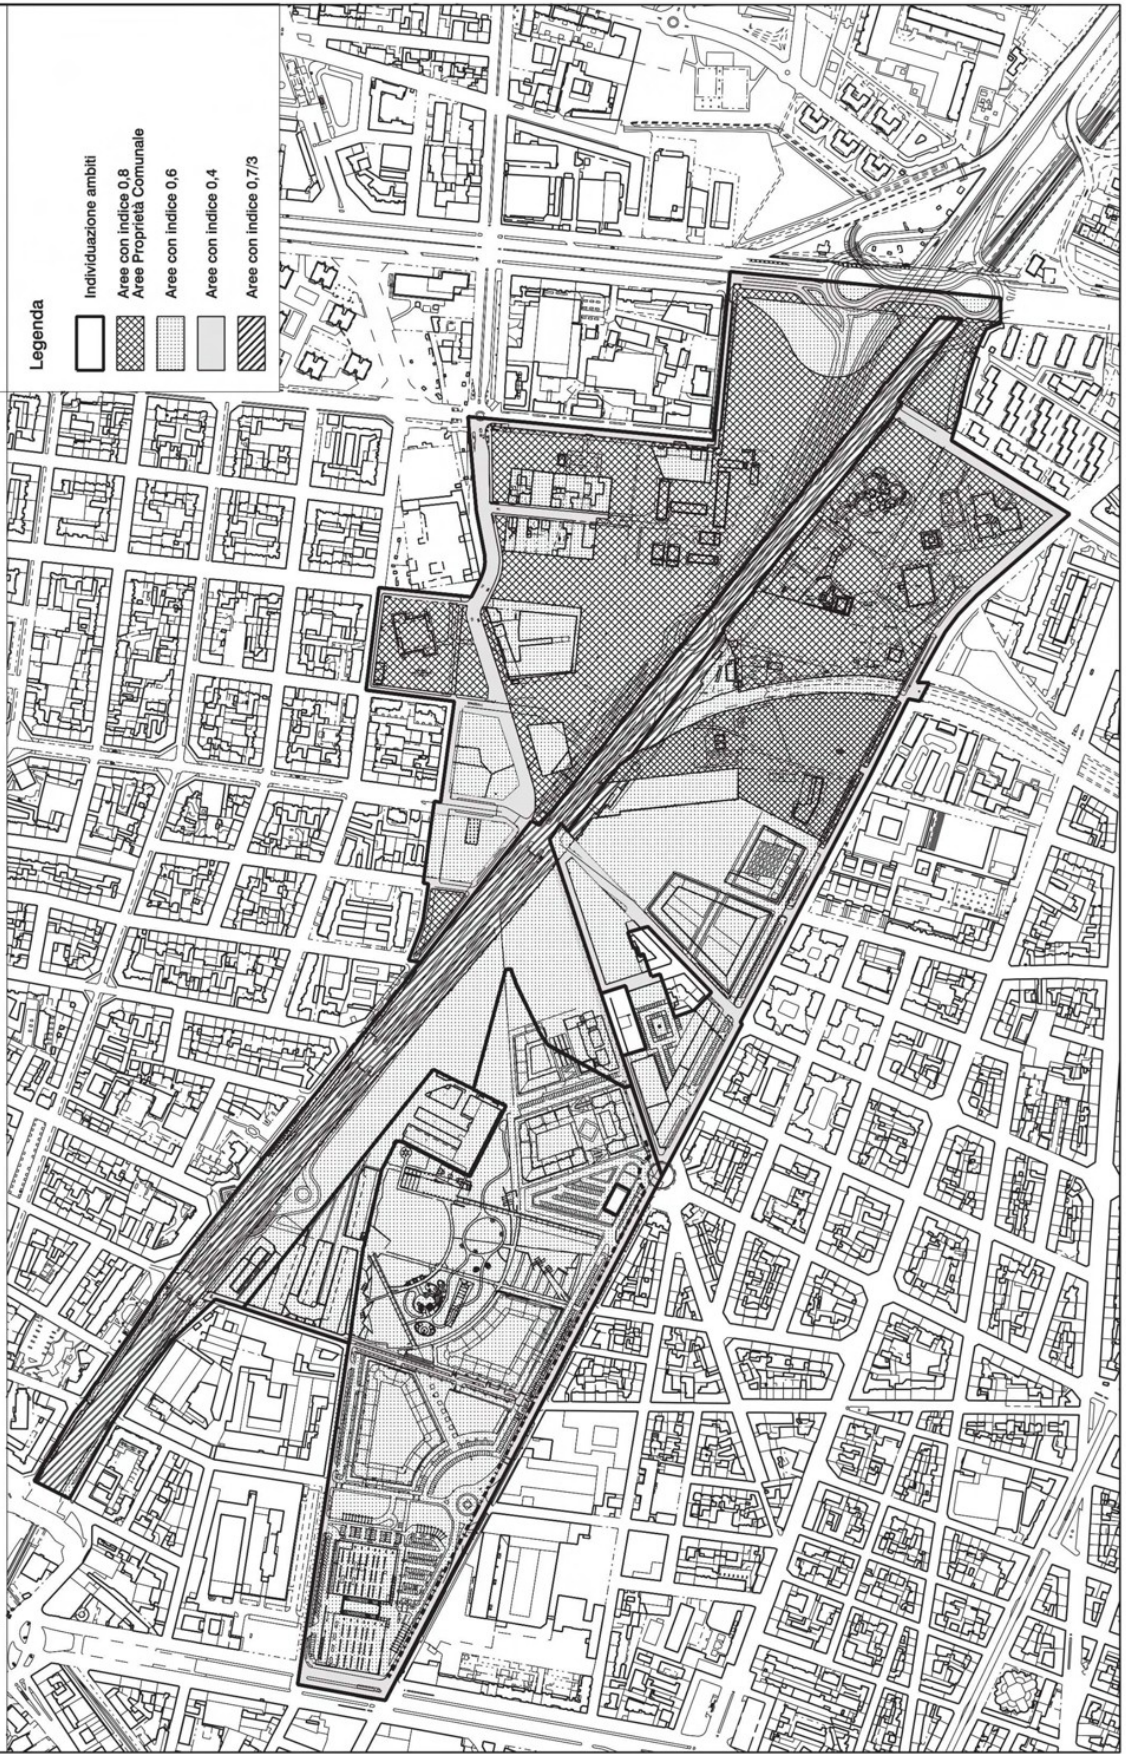 Legenda
Individuazione ambiti
Aree con indice 0,8
Aree Proprietà Comunale
Aree con indice 0,6
Aree con indice 0,4
Aree con indice 0,7/3